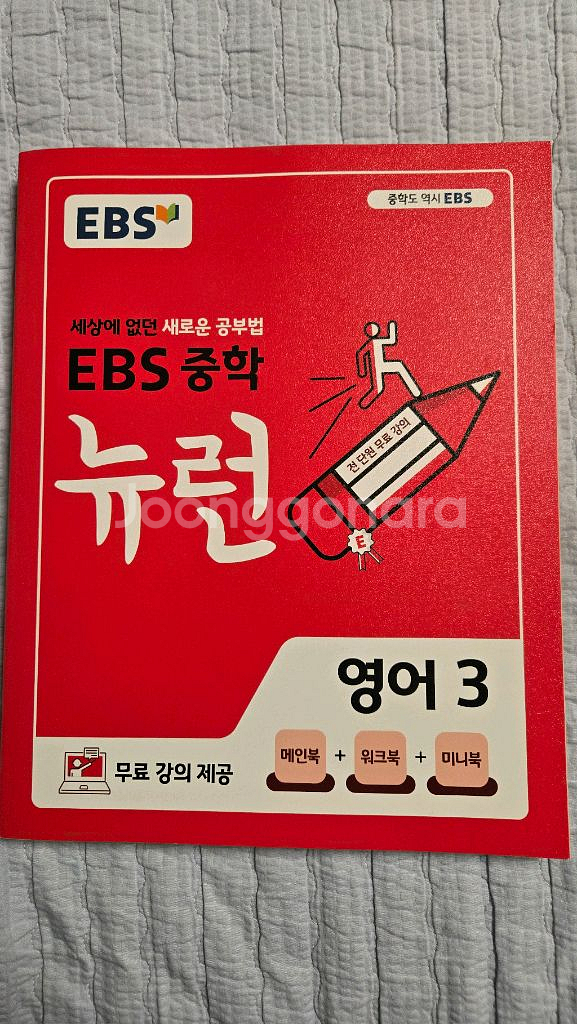 EBS
중학도 역시 EBS
세상에 없던 새로운 공부법
EBS 중학
뉴런
전 단원 무료 강의
E
Joonggonara
영어 3
무료 강의 제공
메인북 + 워크북 + 미니북